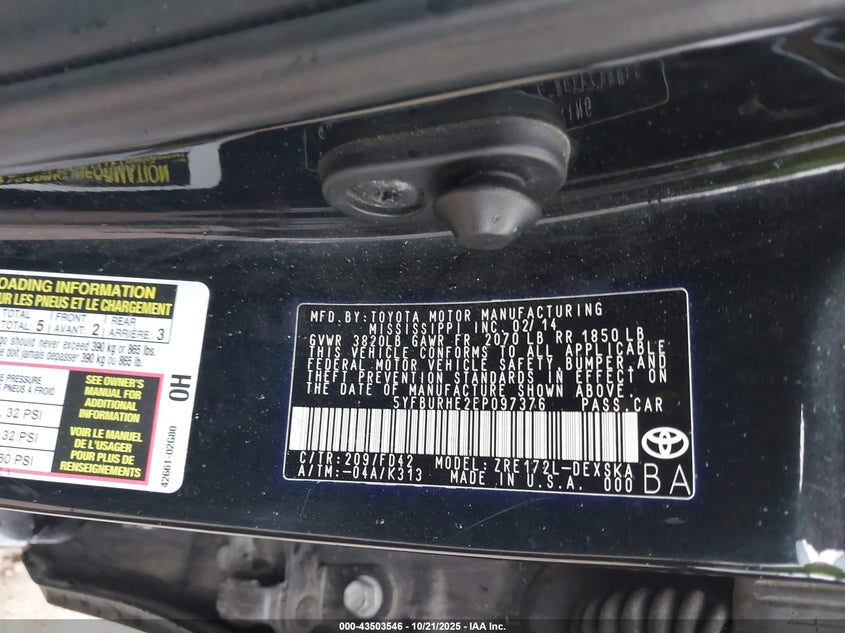 OADING INFORMATION
UR LES PNEUS ET LE CHARGEMENT
TOTAL FRONT REAR
TOTAL: 5 AVANT: 2 ARRIÈRE: 3
should never exceed 390 kg or 865 lbs.
doit jamais dépasser 390 kg ou 865 lb.
PRESSURE
PNEUS À FROID
32 PSI
32 PSI
60 PSI
SEE OWNER'S
MANUAL FOR
ADDITIONAL
INFORMATION
VOIR LE MANUEL
DE L'USAGER
POUR PLUS DE
RENSEIGNEMENTS
OH
42661-02G80
MFD.BY:TOYOTA MOTOR MANUFACTURING
MISSISSIPPI INC. 02/14
GVWR 3820LB GAWR FR 2070 LB RR 1850 LB
THIS VEHICLE CONFORMS TO ALL APPLICABLE
FEDERAL MOTOR VEHICLE SAFETY, BUMPER, AND
THEFT PREVENTION STANDARDS IN EFFECT ON
THE DATE OF MANUFACTURE SHOWN ABOVE.
5YFBURHE2EP097376 PASS.CAR
C/TR:209/FD42 MODEL: ZRE172L-DEXSKA
A/TM:-04A/K313 MADE IN U.S.A. 000
BA
000-43503546 - 10/21/2025 - IAA Inc.